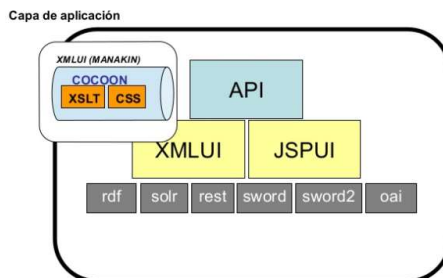 Capa de aplicación
XMLUI (MANAKIN)
COCOON
XSLT CSS
API
XMLUI JSPUI
rdf solr rest sword sword2 oai